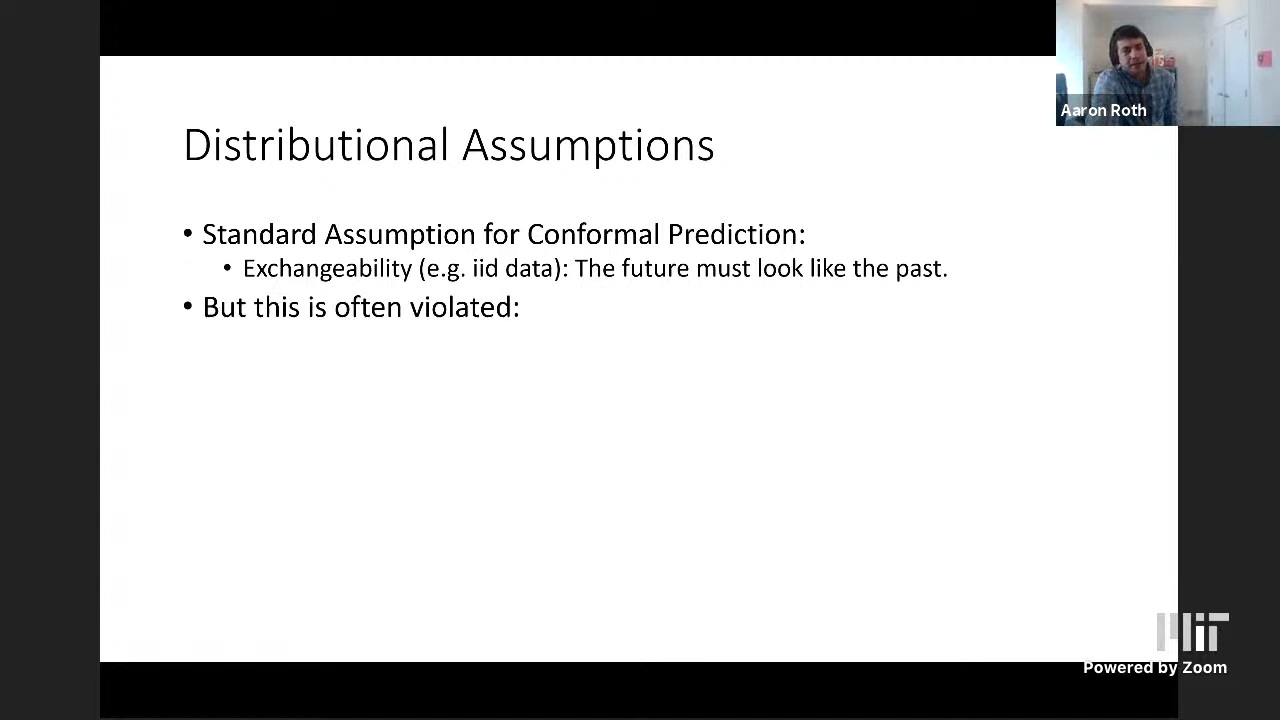 Aaron Roth
Distributional Assumptions
• Standard Assumption for Conformal Prediction:
• Exchangeability (e.g. iid data): The future must look like the past.
• But this is often violated:
MIT
Powered by Zoom